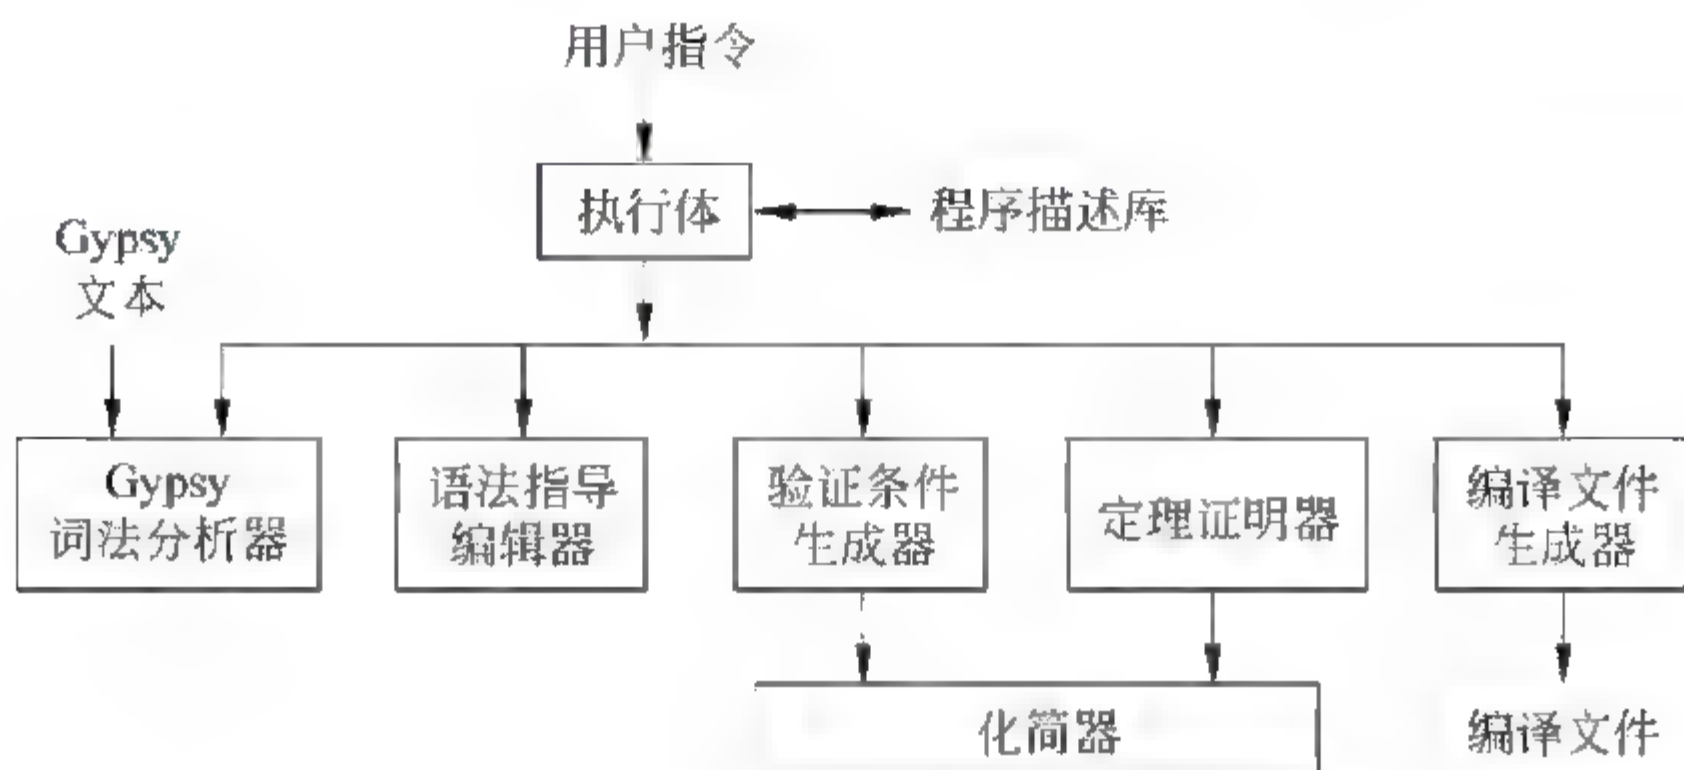 用户指令
执行体
程序描述库
Gypsy
文本
Gypsy
词法分析器
语法指导
编辑器
验证条件
生成器
定理证明器
编译文件
生成器
化简器
编译文件